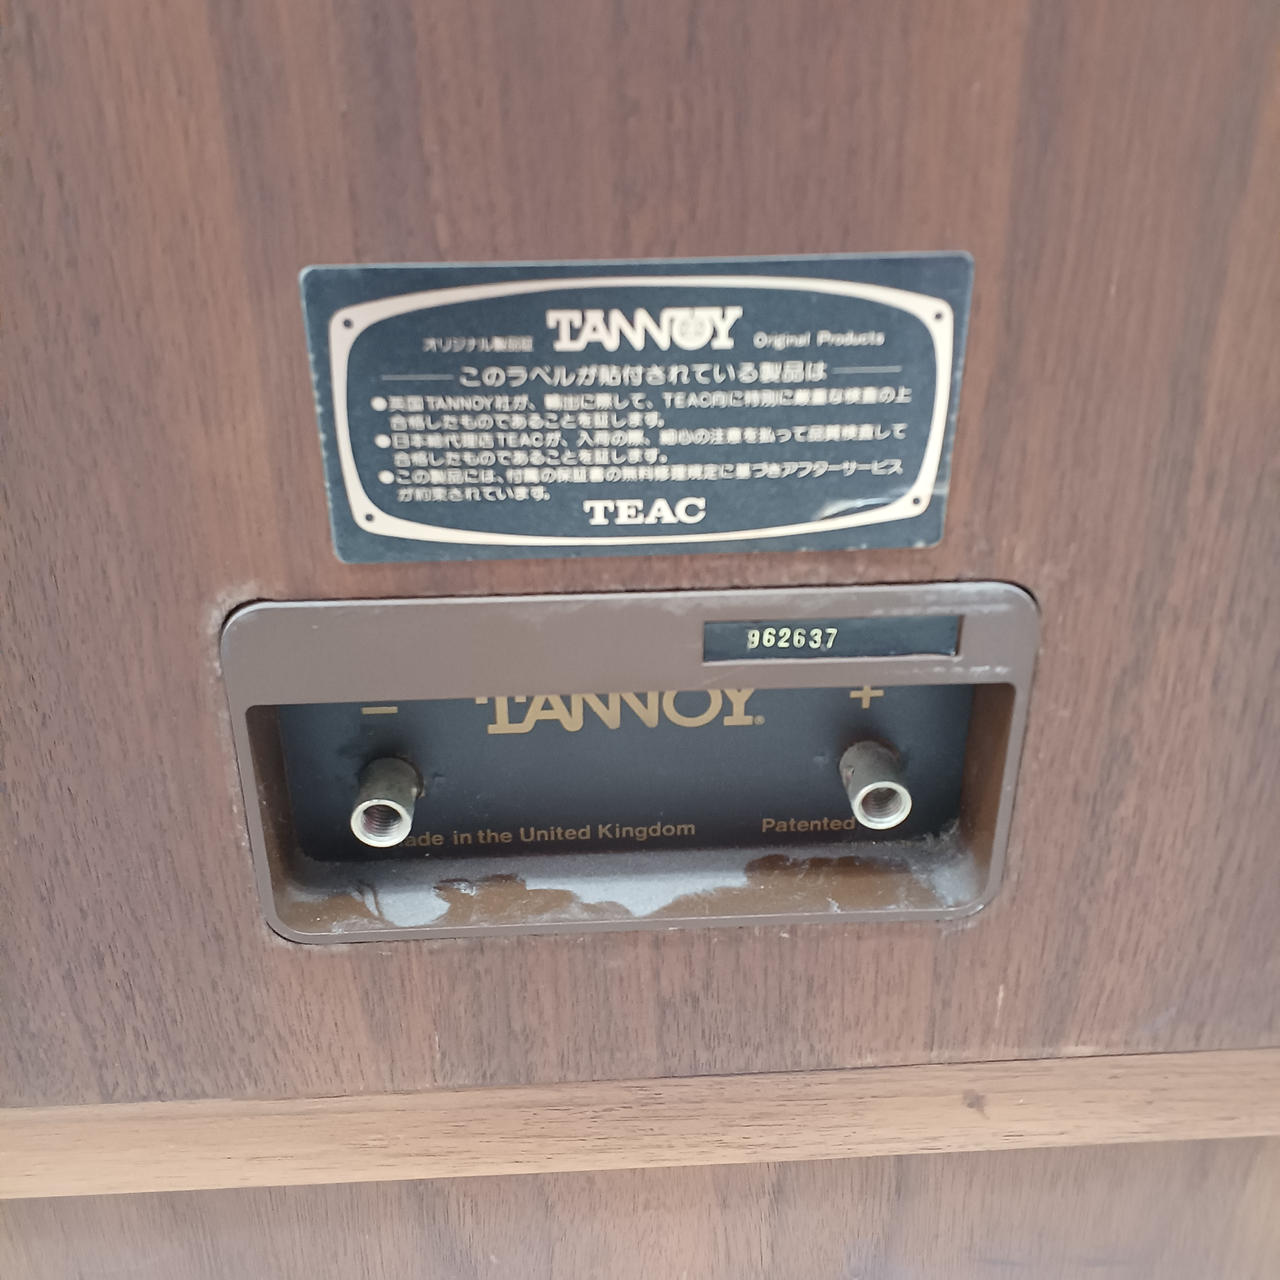 TANNOY
オリジナル製品証
Original Products
このラベルが貼付されている製品は
●英国TANNOY社が、輸出に際して、TEAC向に特別に厳重な検査の上
合格したものであることを証します。
●日本総代理店TEACが、入荷の際、細心の注意を払って品質検査して
合格したものであることを証します。
●この製品には、付属の保証書の無料修理規定に基づきアフターサービス
が約束されています。
TEAC
962637
− TANNOY® +
ade in the United Kingdom
Patented